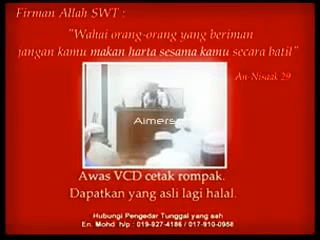 Firman Allah SWT :
"Wahai orang-orang yang beriman
jangan kamu makan harta sesama kamu secara batil"
An-Nisaak 29
Aimers
Awas VCD cetak rompak.
Dapatkan yang asli lagi halal.
Hubungi Pengedar Tunggal yang sah
En. Mohd h/p : 019-927-4186 / 017-910-0958